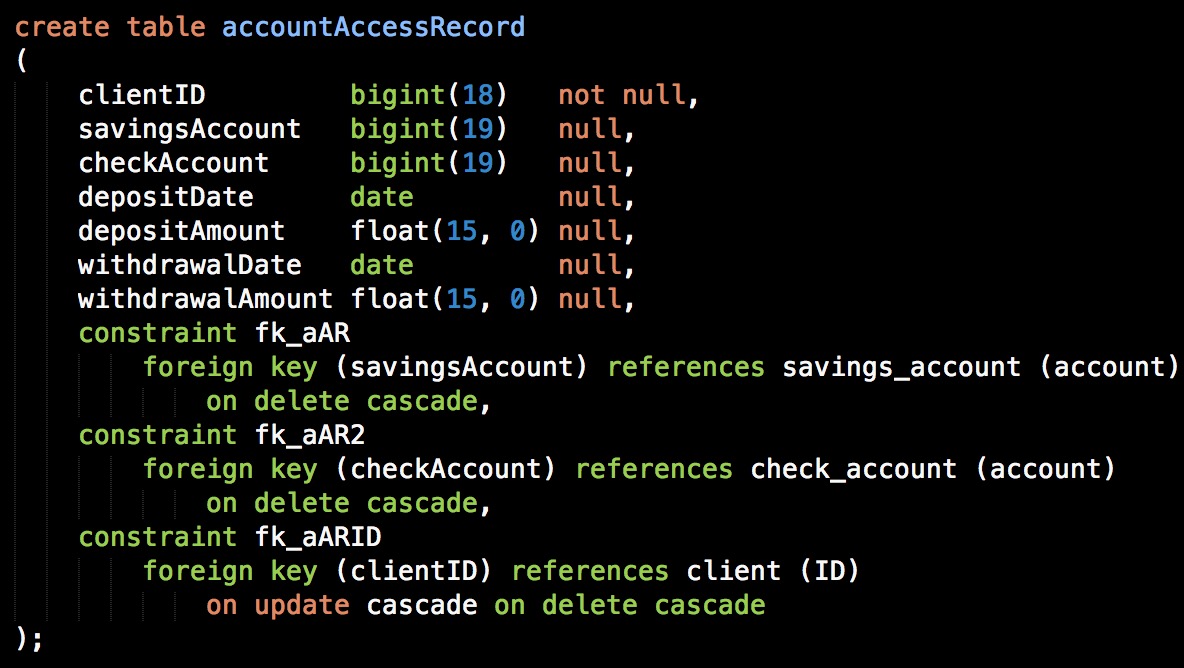 create table accountAccessRecord
(
    clientID         bigint(18)   not null,
    savingsAccount   bigint(19)   null,
    checkAccount     bigint(19)   null,
    depositDate      date         null,
    depositAmount    float(15, 0) null,
    withdrawalDate   date         null,
    withdrawalAmount float(15, 0) null,
    constraint fk_aAR
        foreign key (savingsAccount) references savings_account (account)
            on delete cascade,
    constraint fk_aAR2
        foreign key (checkAccount) references check_account (account)
            on delete cascade,
    constraint fk_aARID
        foreign key (clientID) references client (ID)
            on update cascade on delete cascade
);